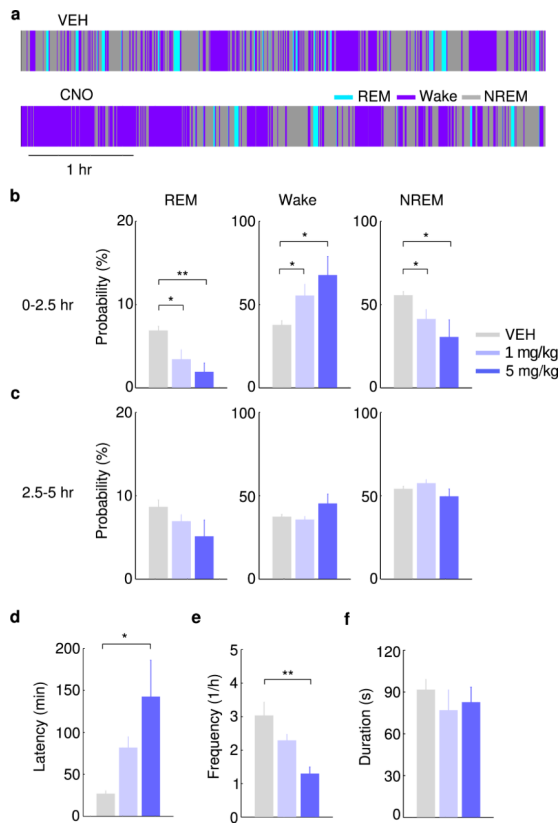 a
VEH
CNO
REM Wake NREM
1 hr
b
REM Wake NREM
Probability (%)
20
10
0
**
*
100
50
0
*
*
100
50
0
*
*
0-2.5 hr
VEH
1 mg/kg
5 mg/kg
c
Probability (%)
20
10
0
100
50
0
100
50
0
2.5-5 hr
d
Latency (min)
200
150
100
50
0
*
e
Frequency (1/h)
5
4
3
2
1
0
**
f
Duration (s)
120
90
60
30
0